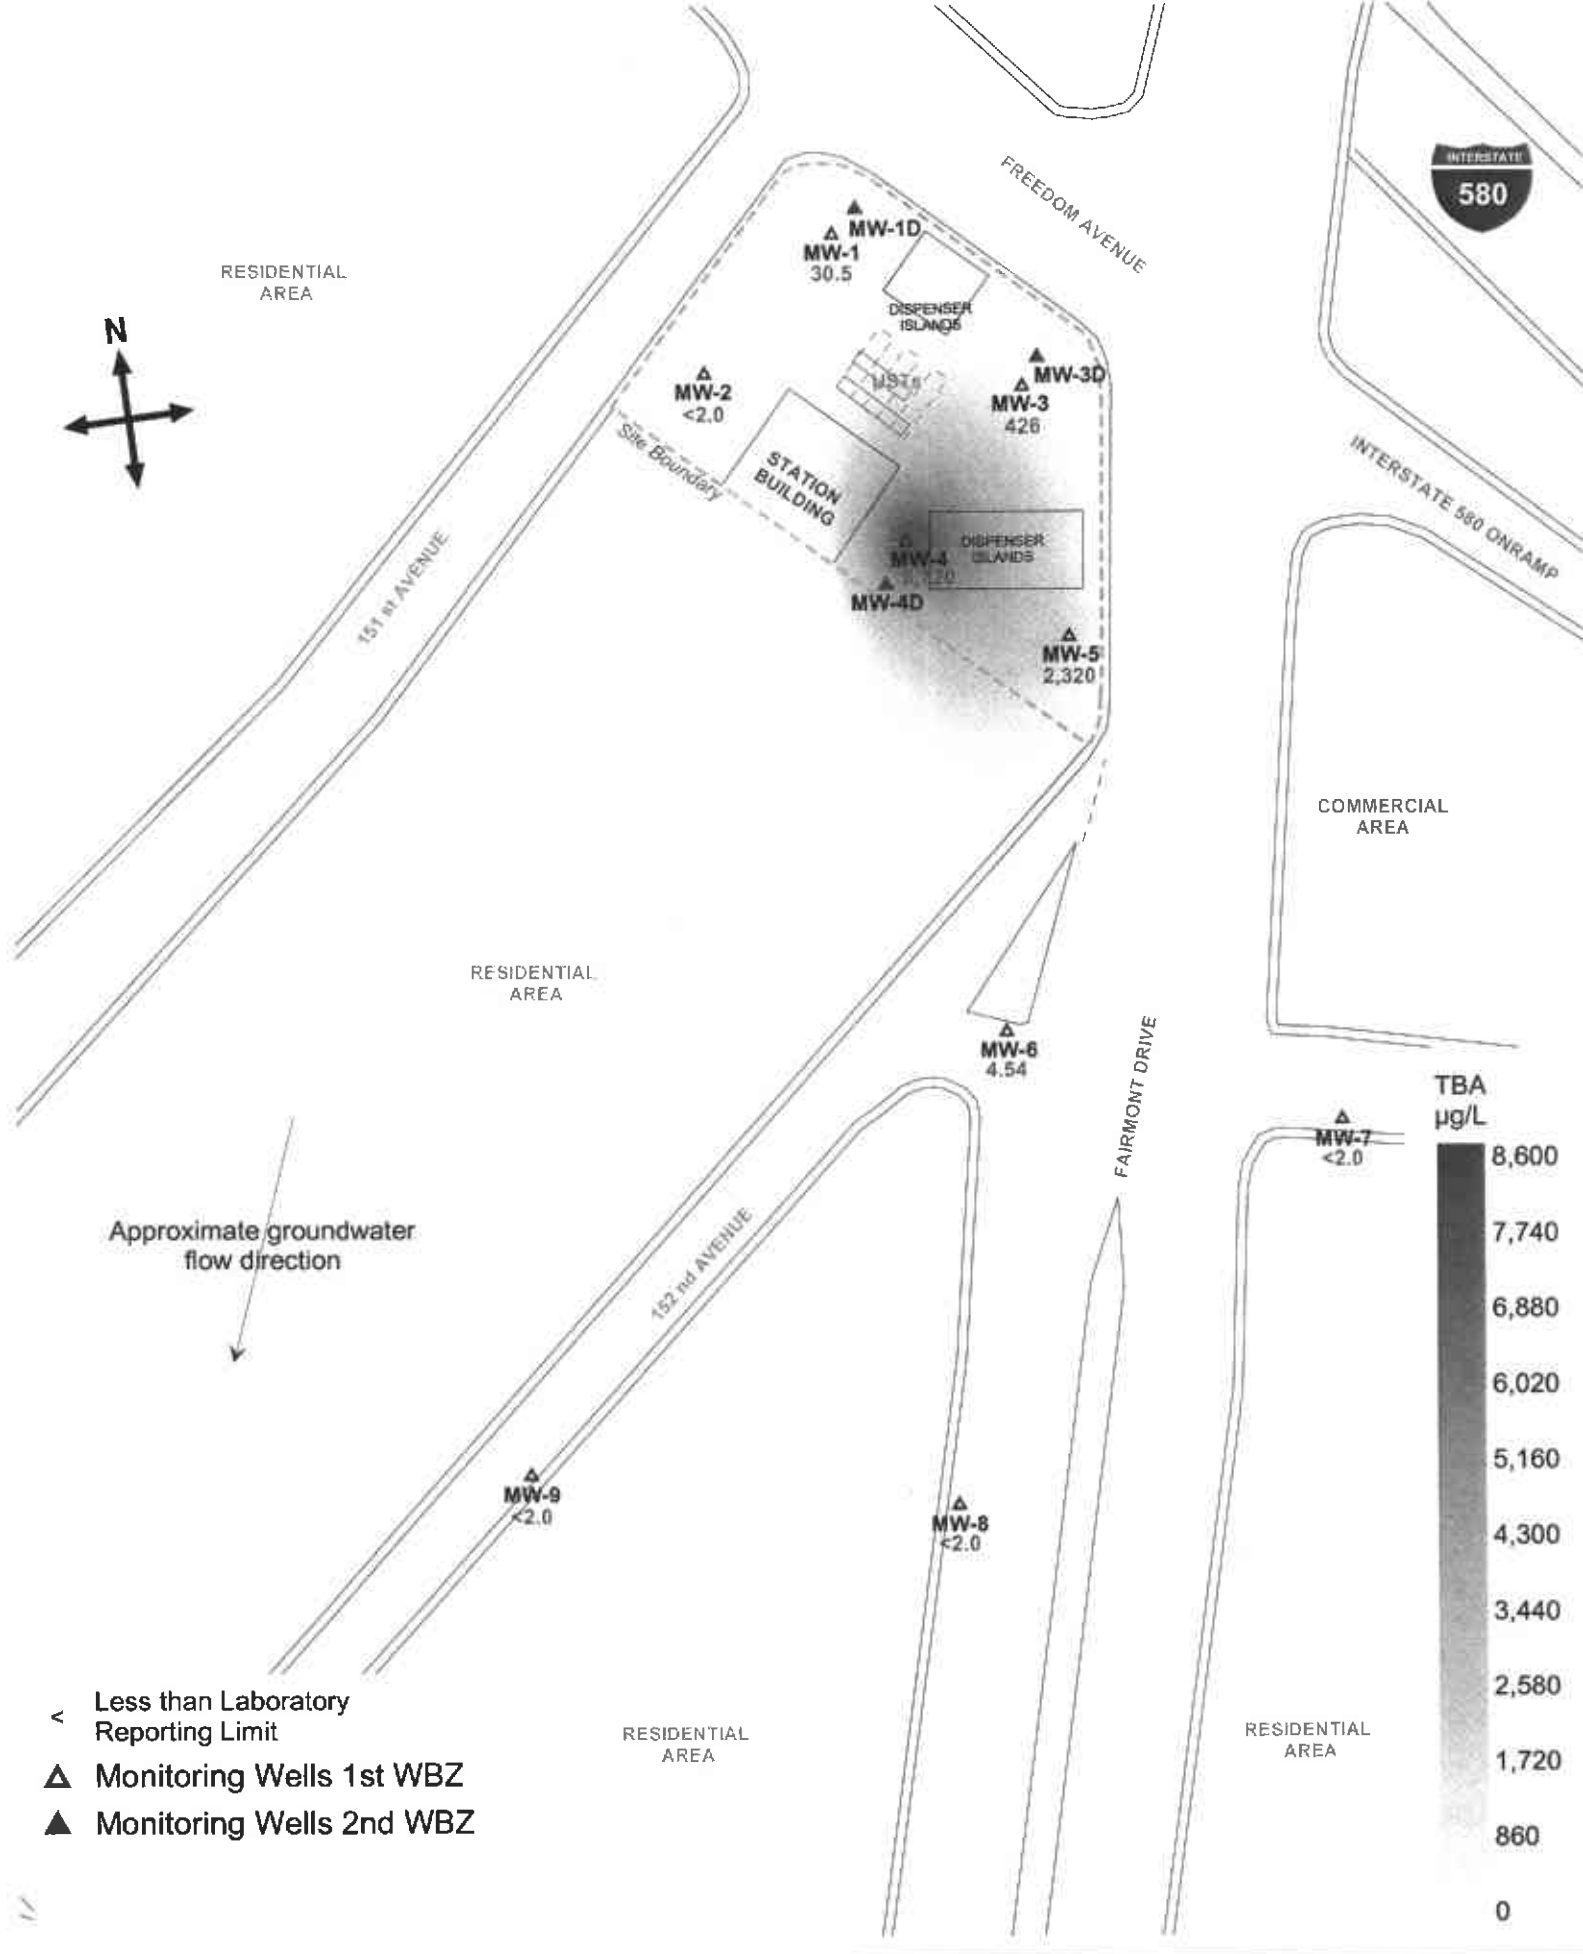 INTERSTATE
580
FREEDOM AVENUE
MW-1D
MW-1
30.5
RESIDENTIAL
AREA
DISPENSER
ISLANDS
N
USTs
MW-3D
MW-3
426
MW-2
<2.0
Site Boundary
STATION
BUILDING
INTERSTATE 580 ONRAMP
151 st AVENUE
DISPENSER
ISLANDS
MW-4
MW-4D
MW-5
2,320
COMMERCIAL
AREA
RESIDENTIAL
AREA
MW-6
4.54
FAIRMONT DRIVE
TBA
µg/L
MW-7
<2.0
8,600
7,740
6,880
6,020
5,160
4,300
3,440
2,580
1,720
860
0
Approximate groundwater
flow direction
152 nd AVENUE
MW-9
<2.0
MW-8
<2.0
< Less than Laboratory
Reporting Limit
Monitoring Wells 1st WBZ
Monitoring Wells 2nd WBZ
RESIDENTIAL
AREA
RESIDENTIAL
AREA